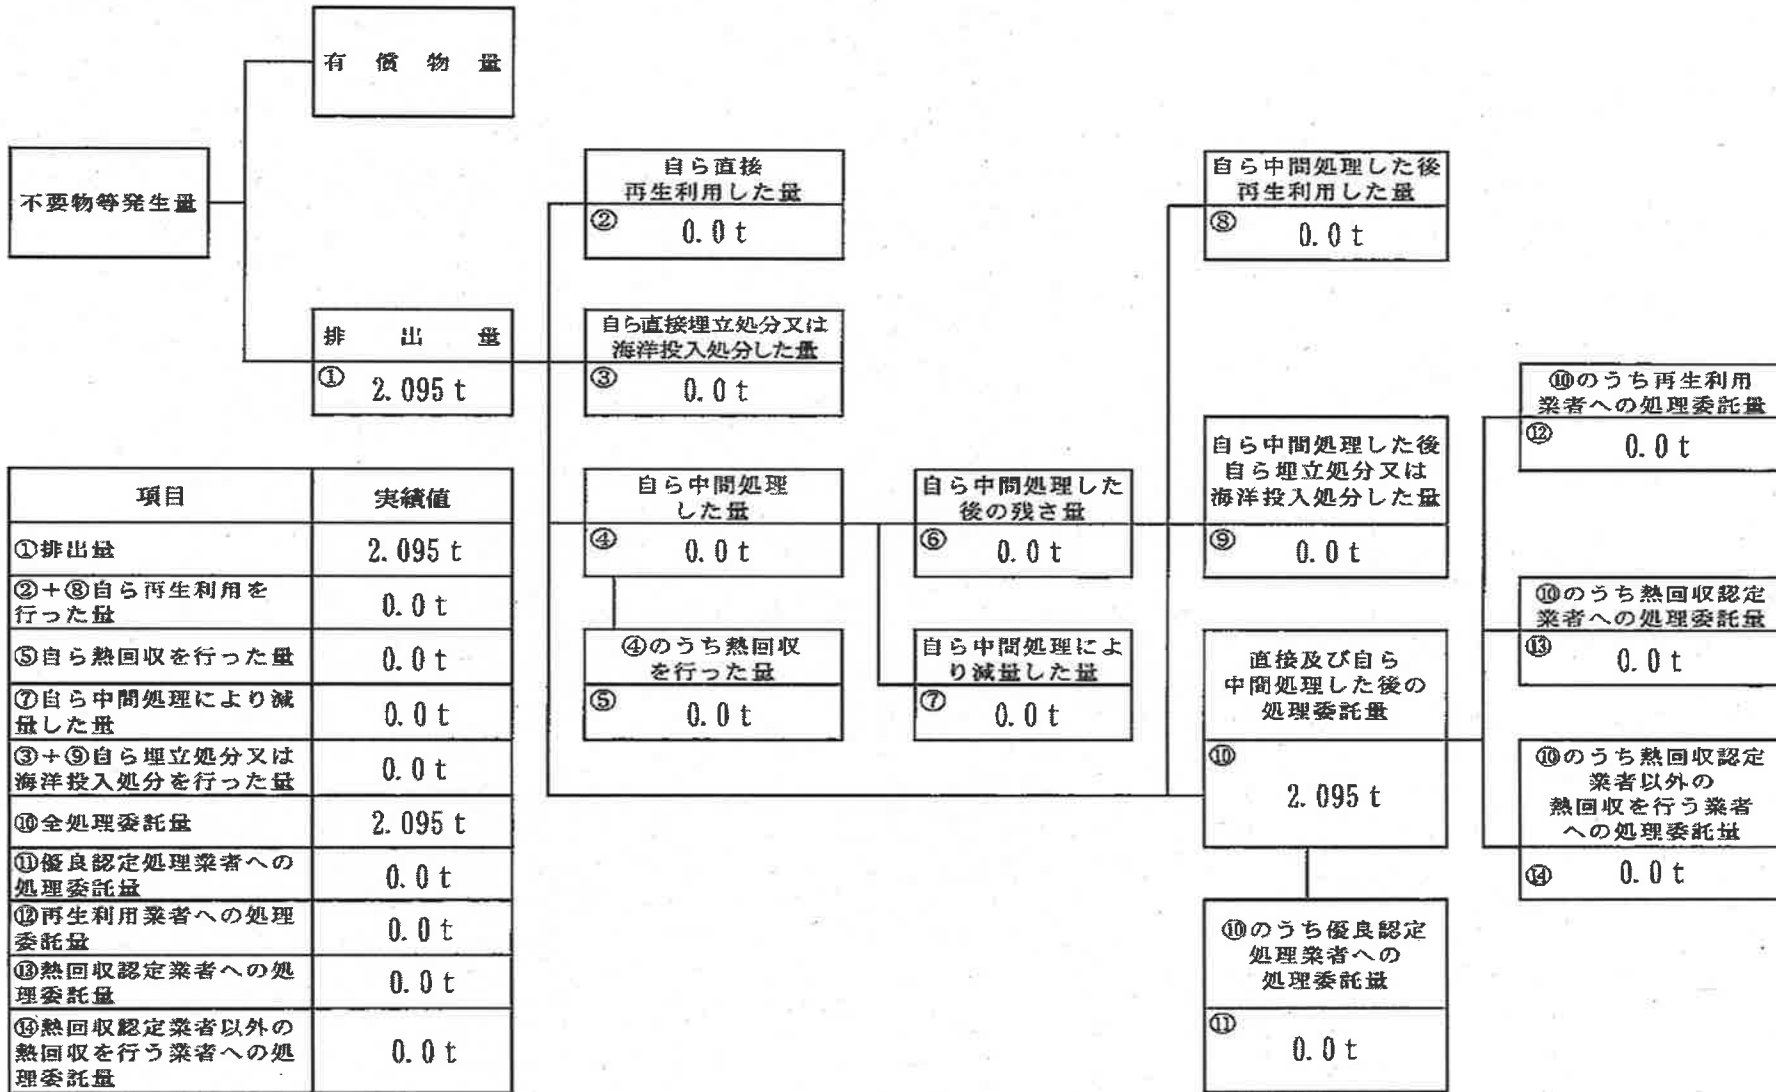 有償物量
不要物等発生量
排出量
① 2.095 t
自ら直接
再生利用した量
② 0.0 t
自ら直接埋立処分又は
海洋投入処分した量
③ 0.0 t
自ら中間処理
した量
④ 0.0 t
④のうち熱回収
を行った量
⑤ 0.0 t
自ら中間処理した
後の残さ量
⑥ 0.0 t
自ら中間処理によ
り減量した量
⑦ 0.0 t
自ら中間処理した後
再生利用した量
⑧ 0.0 t
自ら中間処理した後
自ら埋立処分又は
海洋投入処分した量
⑨ 0.0 t
直接及び自ら
中間処理した後の
処理委託量
⑩ 2.095 t
⑩のうち優良認定
処理業者への
処理委託量
⑪ 0.0 t
⑩のうち再生利用
業者への処理委託量
⑫ 0.0 t
⑩のうち熱回収認定
業者への処理委託量
⑬ 0.0 t
⑩のうち熱回収認定
業者以外の
熱回収を行う業者
への処理委託量
⑭ 0.0 t
項目 実績値
①排出量 2.095 t
②+⑧自ら再生利用を
行った量 0.0 t
⑤自ら熱回収を行った量 0.0 t
⑦自ら中間処理により減
量した量 0.0 t
③+⑨自ら埋立処分又は
海洋投入処分を行った量 0.0 t
⑩全処理委託量 2.095 t
⑪優良認定処理業者への
処理委託量 0.0 t
⑫再生利用業者への処理
委託量 0.0 t
⑬熱回収認定業者への処
理委託量 0.0 t
⑭熱回収認定業者以外の
熱回収を行う業者への処
理委託量 0.0 t